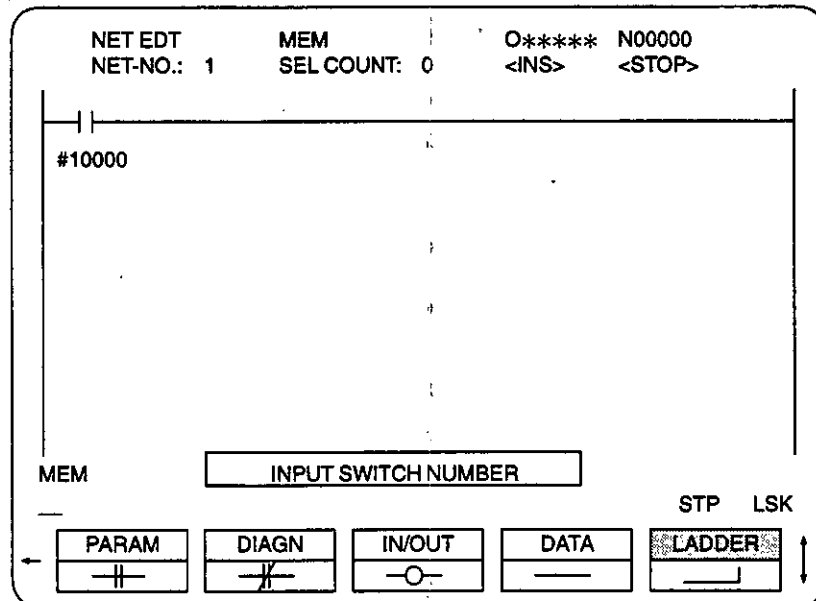 NET EDT MEM O***** N00000
NET-NO.: 1 SEL COUNT: 0 <INS> <STOP>
#10000
MEM INPUT SWITCH NUMBER
STP LSK
PARAM DIAGN IN/OUT DATA LADDER